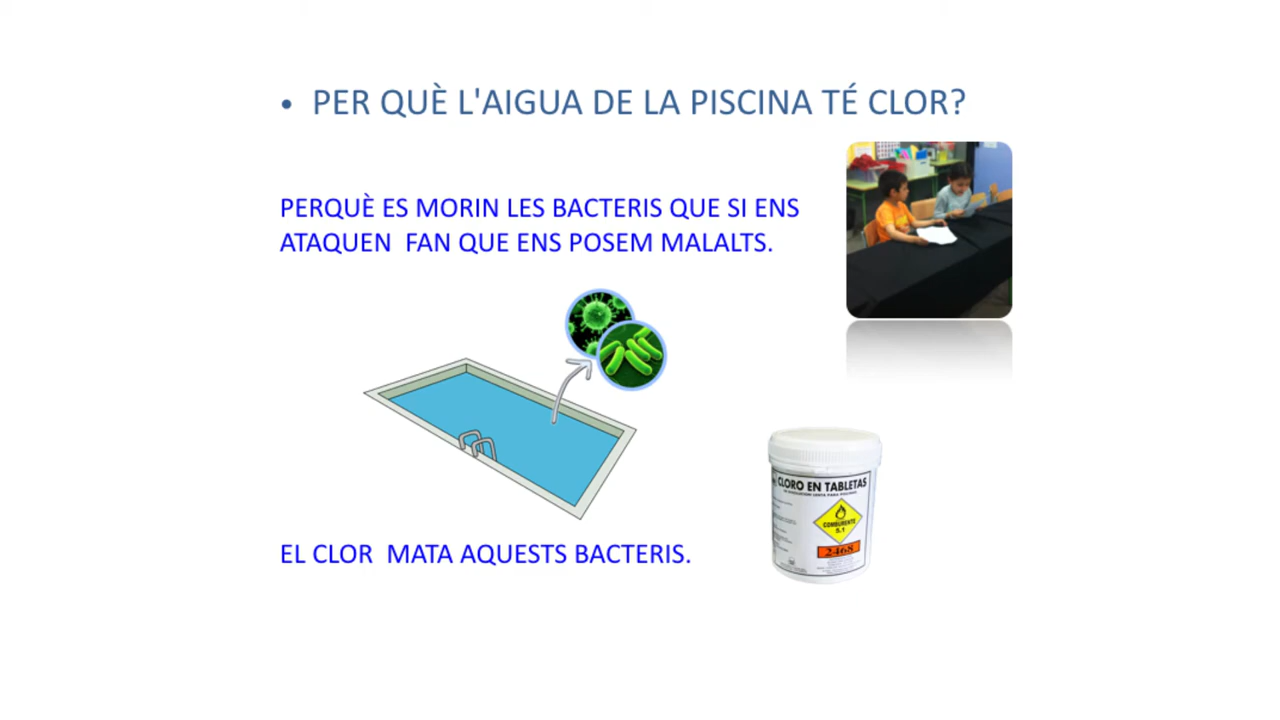 • PER QUÈ L'AIGUA DE LA PISCINA TÉ CLOR?
PERQUÈ ES MORIN LES BACTERIS QUE SI ENS
ATAQUEN FAN QUE ENS POSEM MALALTS.
EL CLOR MATA AQUESTS BACTERIS.
CLORO EN TABLETAS
COMBURENTE
5.1
2468